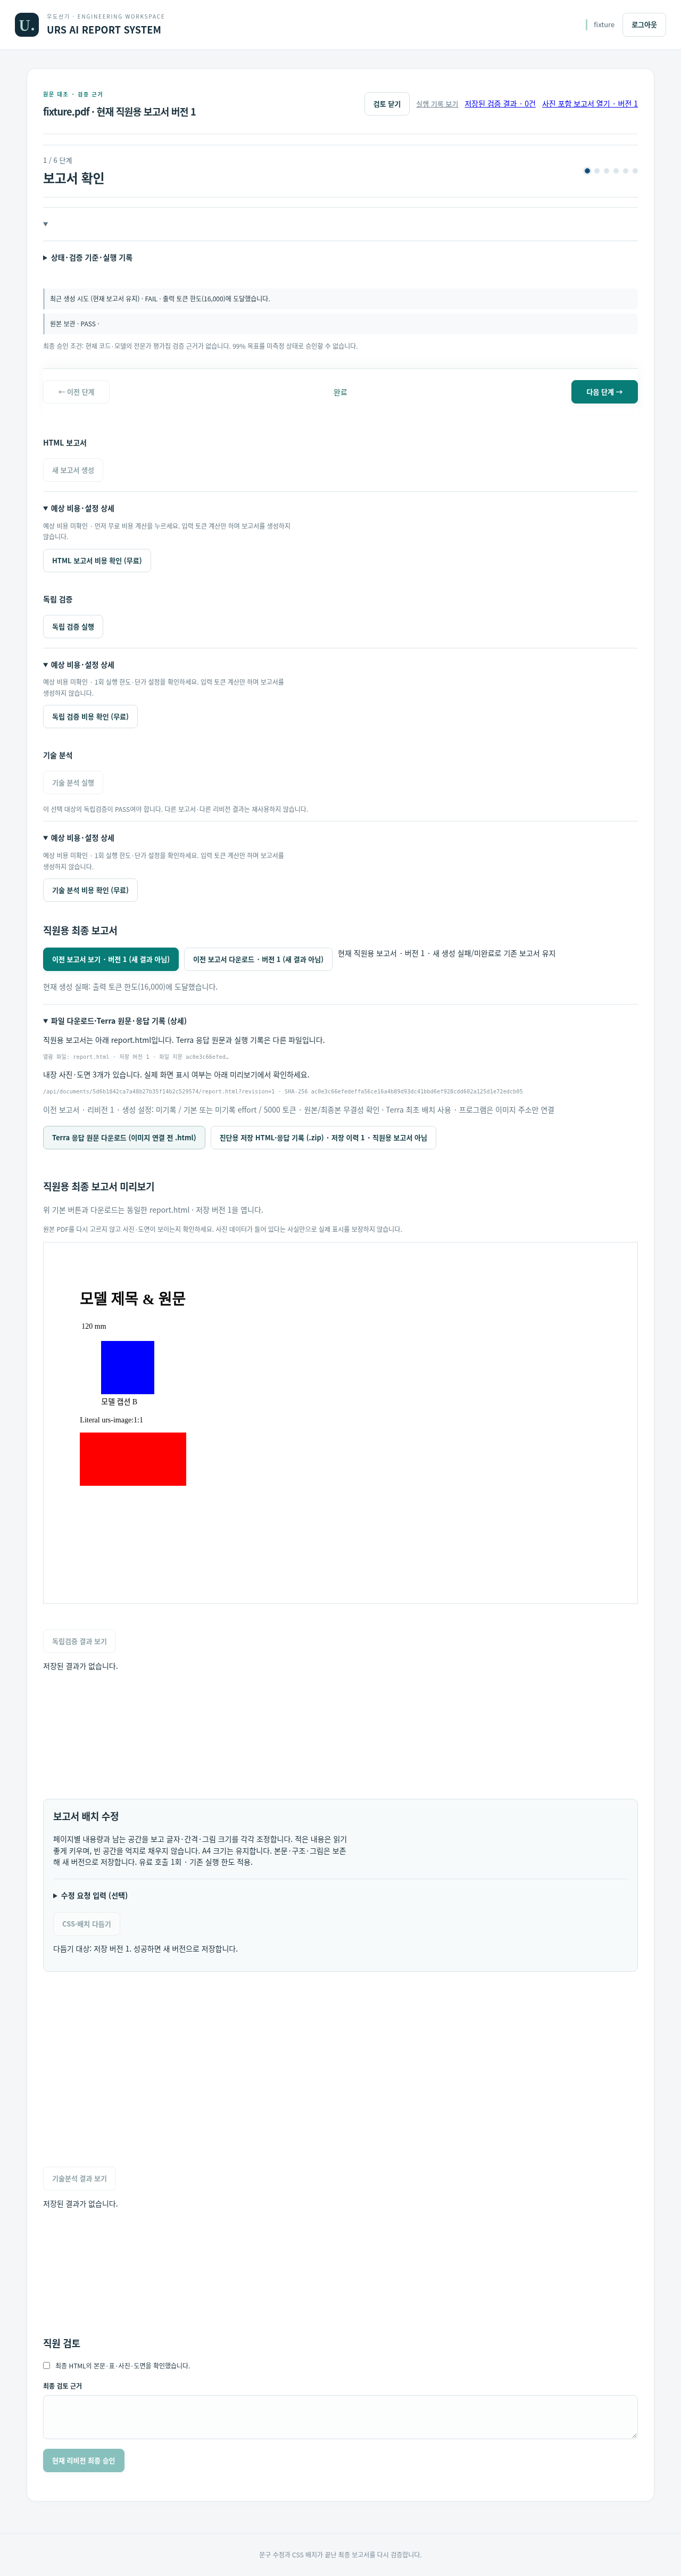 U.
무도산기 · ENGINEERING WORKSPACE
URS AI REPORT SYSTEM
fixture
로그아웃
원문 대조 · 검증 근거
fixture.pdf · 현재 직원용 보고서 버전 1
검토 닫기
실행 기록 보기
저장된 검증 결과 · 0건
사진 포함 보고서 열기 · 버전 1
1 / 6 단계
보고서 확인
상태·검증 기준·실행 기록
최근 생성 시도 (현재 보고서 유지) · FAIL · 출력 토큰 한도(16,000)에 도달했습니다.
원본 보관 · PASS ·
최종 승인 조건: 현재 코드·모델의 전문가 평가집 검증 근거가 없습니다. 99% 목표를 미측정 상태로 승인할 수 없습니다.
← 이전 단계
완료
다음 단계 →
HTML 보고서
새 보고서 생성
예상 비용·설정 상세
예상 비용 미확인 · 먼저 무료 비용 계산을 누르세요. 입력 토큰 계산만 하며 보고서를 생성하지
않습니다.
HTML 보고서 비용 확인 (무료)
독립 검증
독립 검증 실행
예상 비용·설정 상세
예상 비용 미확인 · 1회 실행 한도·단가 설정을 확인하세요. 입력 토큰 계산만 하며 보고서를
생성하지 않습니다.
독립 검증 비용 확인 (무료)
기술 분석
기술 분석 실행
이 선택 대상의 독립검증이 PASS여야 합니다. 다른 보고서·다른 리비전 결과는 재사용하지 않습니다.
예상 비용·설정 상세
예상 비용 미확인 · 1회 실행 한도·단가 설정을 확인하세요. 입력 토큰 계산만 하며 보고서를
생성하지 않습니다.
기술 분석 비용 확인 (무료)
직원용 최종 보고서
이전 보고서 보기 · 버전 1 (새 결과 아님)
이전 보고서 다운로드 · 버전 1 (새 결과 아님)
현재 직원용 보고서 · 버전 1 · 새 생성 실패/미완료로 기존 보고서 유지
현재 생성 실패: 출력 토큰 한도(16,000)에 도달했습니다.
파일 다운로드·Terra 원문·응답 기록 (상세)
직원용 보고서는 아래 report.html입니다. Terra 응답 원문과 실행 기록은 다른 파일입니다.
열람 파일: report.html · 저장 버전 1 · 파일 지문 ac0e3c66efed…
내장 사진·도면 3개가 있습니다. 실제 화면 표시 여부는 아래 미리보기에서 확인하세요.
이전 보고서 · 리비전 1 · 생성 설정: 미기록 / 기본 또는 미기록 effort / 5000 토큰 · 원본/최종본 무결성 확인 · Terra 최초 배치 사용 · 프로그램은 이미지 주소만 연결
Terra 응답 원문 다운로드 (이미지 연결 전 .html)
진단용 저장 HTML·응답 기록 (.zip) · 저장 이력 1 · 직원용 보고서 아님
직원용 최종 보고서 미리보기
위 기본 버튼과 다운로드는 동일한 report.html · 저장 버전 1을 엽니다.
원본 PDF를 다시 고르지 않고 사진·도면이 보이는지 확인하세요. 사진 데이터가 들어 있다는 사실만으로 실제 표시를 보장하지 않습니다.
모델 제목 & 원문
120 mm
모델 캡션 B
Literal urs-image:1:1
독립검증 결과 보기
저장된 결과가 없습니다.
보고서 배치 수정
페이지별 내용량과 남는 공간을 보고 글자·간격·그림 크기를 각각 조정합니다. 적은 내용은 읽기
좋게 키우며, 빈 공간을 억지로 채우지 않습니다. A4 크기는 유지합니다. 본문·구조·그림은 보존
해 새 버전으로 저장합니다. 유료 호출 1회 · 기존 실행 한도 적용.
수정 요청 입력 (선택)
CSS·배치 다듬기
다듬기 대상: 저장 버전 1. 성공하면 새 버전으로 저장합니다.
기술분석 결과 보기
저장된 결과가 없습니다.
직원 검토
최종 HTML의 본문·표·사진·도면을 확인했습니다.
최종 검토 근거
현재 리비전 최종 승인
문구 수정과 CSS 배치가 끝난 최종 보고서를 다시 검증합니다.